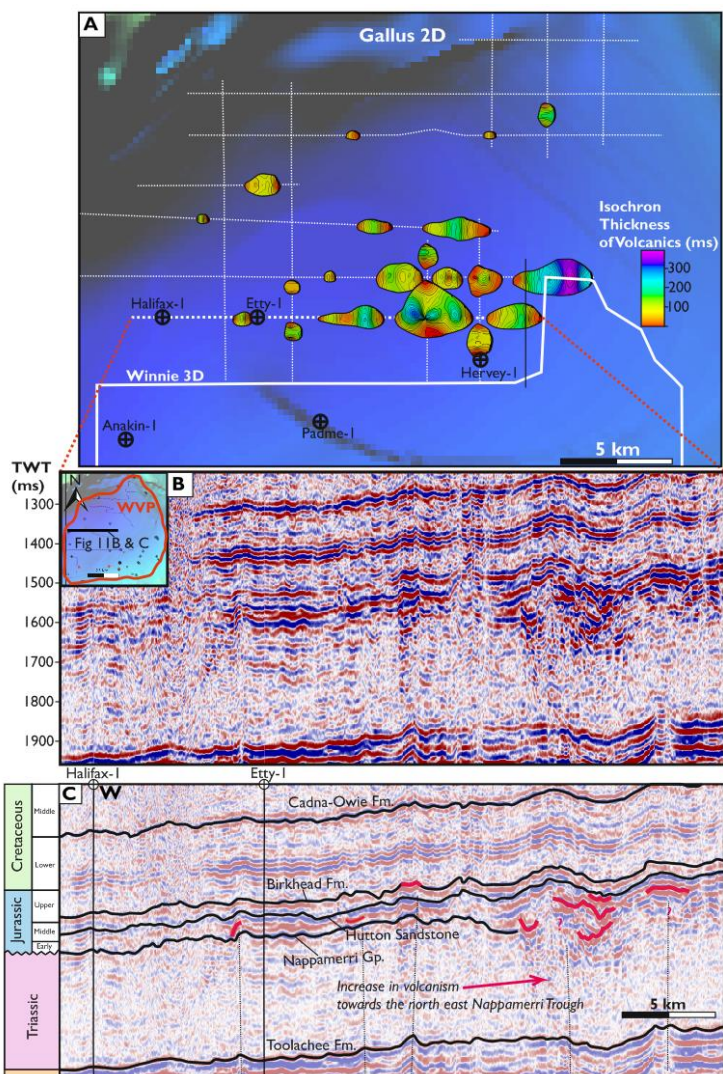 A
Gallus 2D
Isochron
Thickness
of Volcanics (ms)
300
200
100
Halifax-1
Etty-1
Hervey-1
Winnie 3D
Anakin-1
Padme-1
5 km
TWT
(ms)
B
N
WVP
Fig 11B & C
1300
1400
1500
1600
1700
1800
1900
Halifax-1
Etty-1
C
W
Cretaceous
Middle
Lower
Jurassic
Upper
Middle
Early
Triassic
Cadna-Owie Fm.
Birkhead Fm.
Hutton Sandstone
Nappamerri Gp.
?
?
Increase in volcanism
towards the north east Nappamerri Trough
5 km
Toolachee Fm.